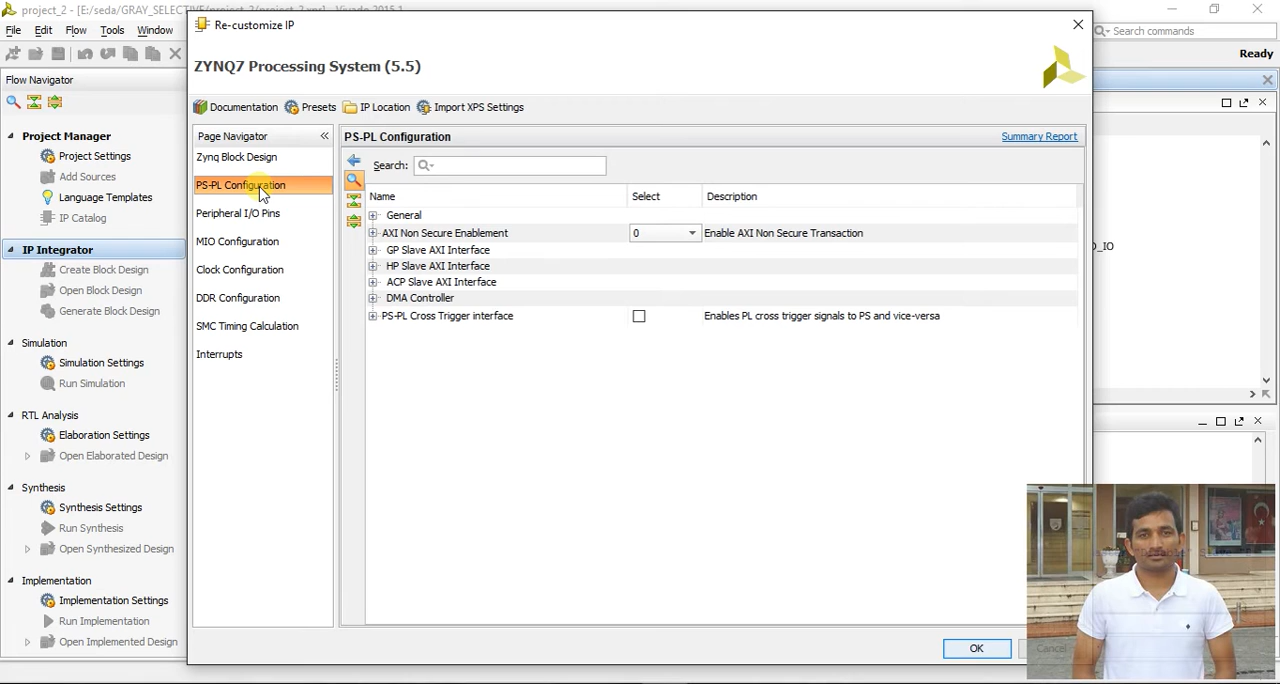 project_2 - [E:/seda/GRAY_SELECTIVE/project_2/project_2.xpr] - Vivado 2015.1
File Edit Flow Tools Window
Search commands
Ready
Flow Navigator
Project Manager
Project Settings
Add Sources
Language Templates
IP Catalog
IP Integrator
Create Block Design
Open Block Design
Generate Block Design
Simulation
Simulation Settings
Run Simulation
RTL Analysis
Elaboration Settings
Open Elaborated Design
Synthesis
Synthesis Settings
Run Synthesis
Open Synthesized Design
Implementation
Implementation Settings
Run Implementation
Open Implemented Design
Re-customize IP
ZYNQ7 Processing System (5.5)
Documentation Presets IP Location Import XPS Settings
Page Navigator
Zynq Block Design
PS-PL Configuration
Peripheral I/O Pins
MIO Configuration
Clock Configuration
DDR Configuration
SMC Timing Calculation
Interrupts
PS-PL Configuration Summary Report
Search:
Name Select Description
General
AXI Non Secure Enablement 0 Enable AXI Non Secure Transaction
GP Slave AXI Interface
HP Slave AXI Interface
ACP Slave AXI Interface
DMA Controller
PS-PL Cross Trigger interface Enables PL cross trigger signals to PS and vice-versa
OK Cancel
D_IO